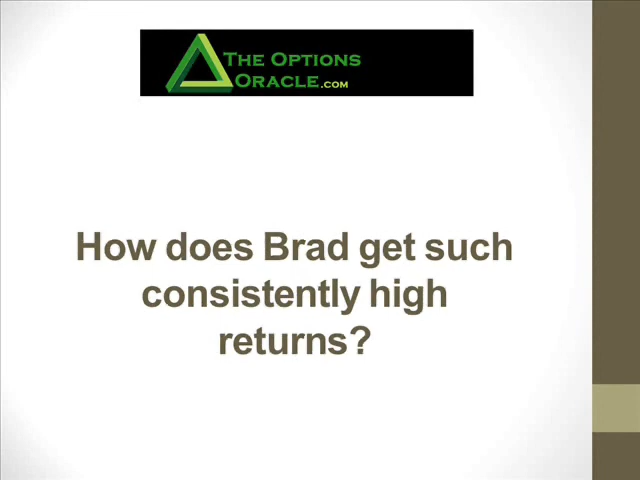 The Options
Oracle.com
How does Brad get such
consistently high
returns?